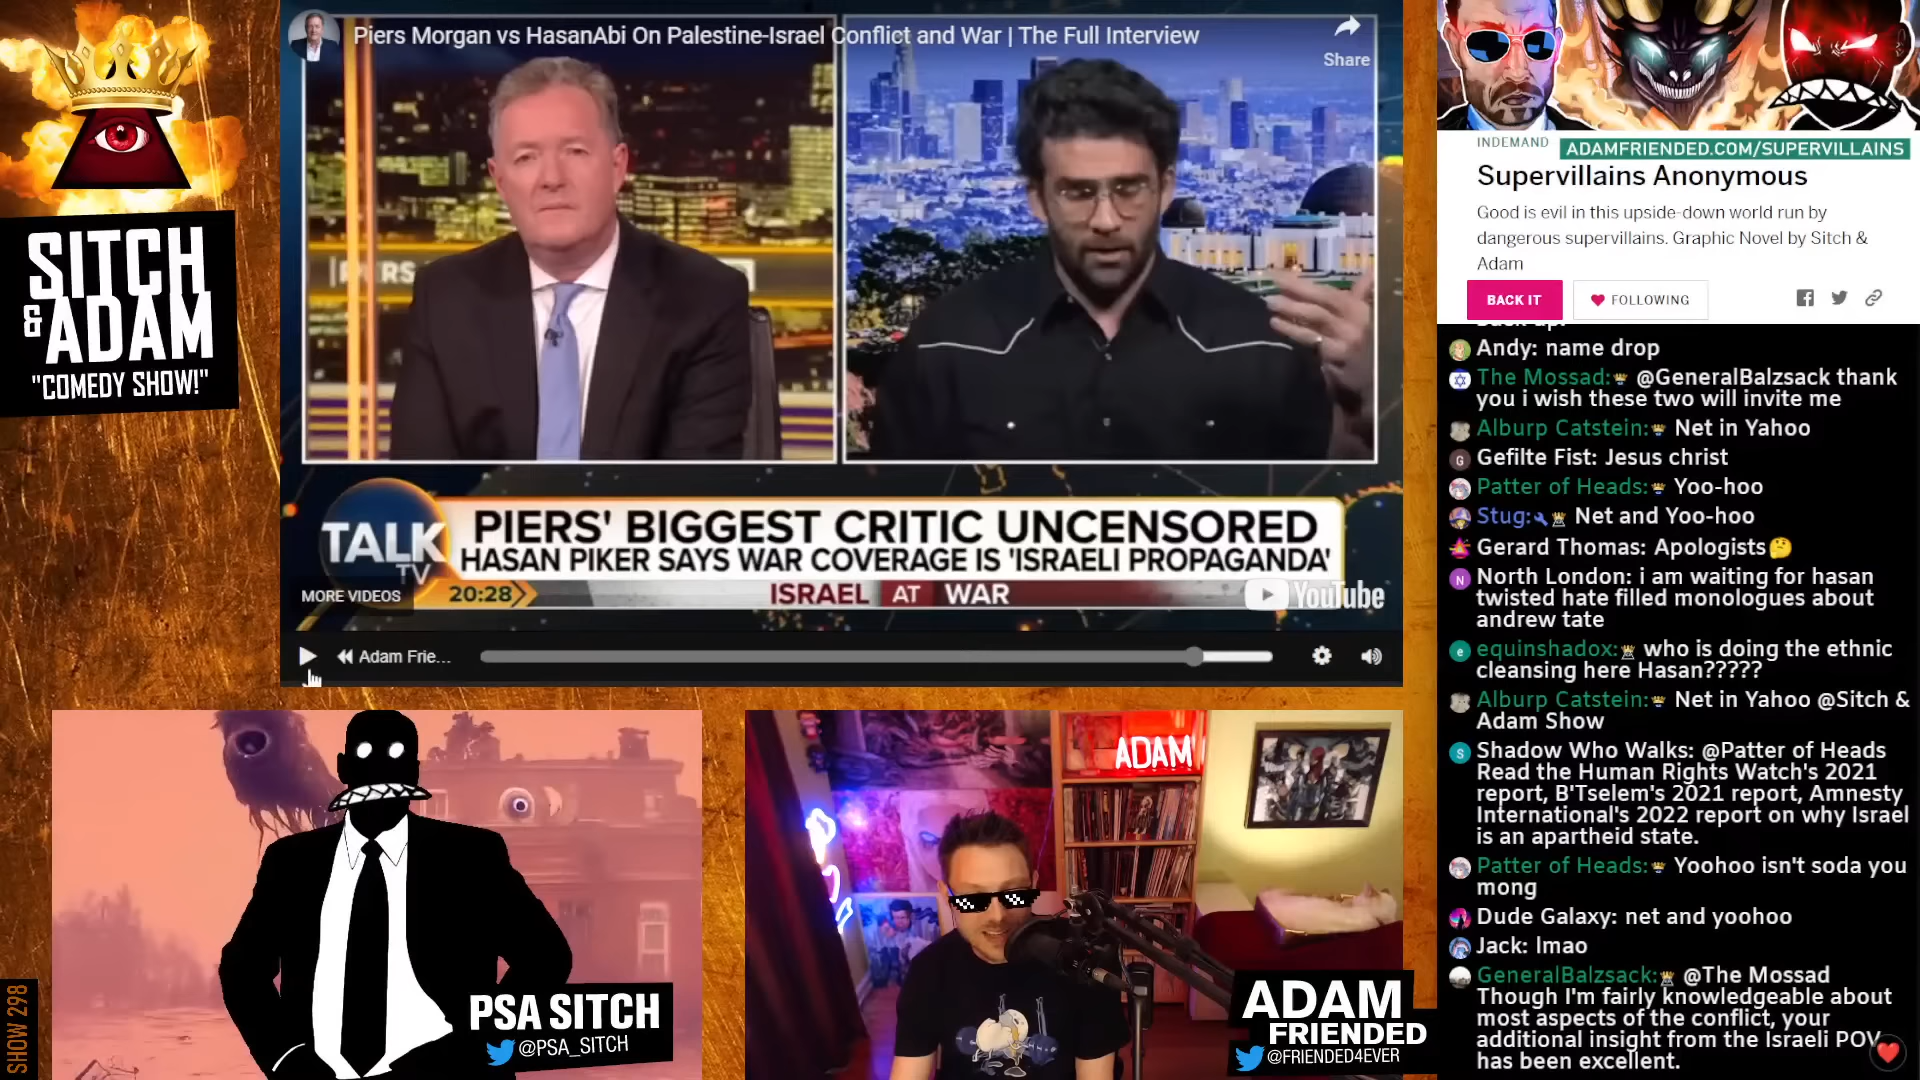 SITCH
& ADAM
"COMEDY SHOW!"
SHOW 298
Piers Morgan vs HasanAbi On Palestine-Israel Conflict and War | The Full Interview
Share
TALK
TV
PIERS' BIGGEST CRITIC UNCENSORED
HASAN PIKER SAYS WAR COVERAGE IS 'ISRAELI PROPAGANDA'
MORE VIDEOS
20:28
ISRAEL AT WAR
YouTube
Adam Frie...
PSA SITCH
@PSA_SITCH
ADAM
ADAM
FRIENDED
@FRIENDED4EVER
INDEMAND
ADAMFRIENDED.COM/SUPERVILLAINS
Supervillains Anonymous
Good is evil in this upside-down world run by
dangerous supervillains. Graphic Novel by Sitch &
Adam
BACK IT
FOLLOWING
Andy: name drop
The Mossad: @GeneralBalzsack thank
you i wish these two will invite me
Alburp Catstein: Net in Yahoo
Gefilte Fist: Jesus christ
Patter of Heads: Yoo-hoo
Stug: Net and Yoo-hoo
Gerard Thomas: Apologists🤔
North London: i am waiting for hasan
twisted hate filled monologues about
andrew tate
equinshadox: who is doing the ethnic
cleansing here Hasan?????
Alburp Catstein: Net in Yahoo @Sitch &
Adam Show
Shadow Who Walks: @Patter of Heads
Read the Human Rights Watch's 2021
report, B'Tselem's 2021 report, Amnesty
International's 2022 report on why Israel
is an apartheid state.
Patter of Heads: Yoohoo isn't soda you
mong
Dude Galaxy: net and yoohoo
Jack: lmao
GeneralBalzsack: @The Mossad
Though I'm fairly knowledgeable about
most aspects of the conflict, your
additional insight from the Israeli POV
has been excellent.